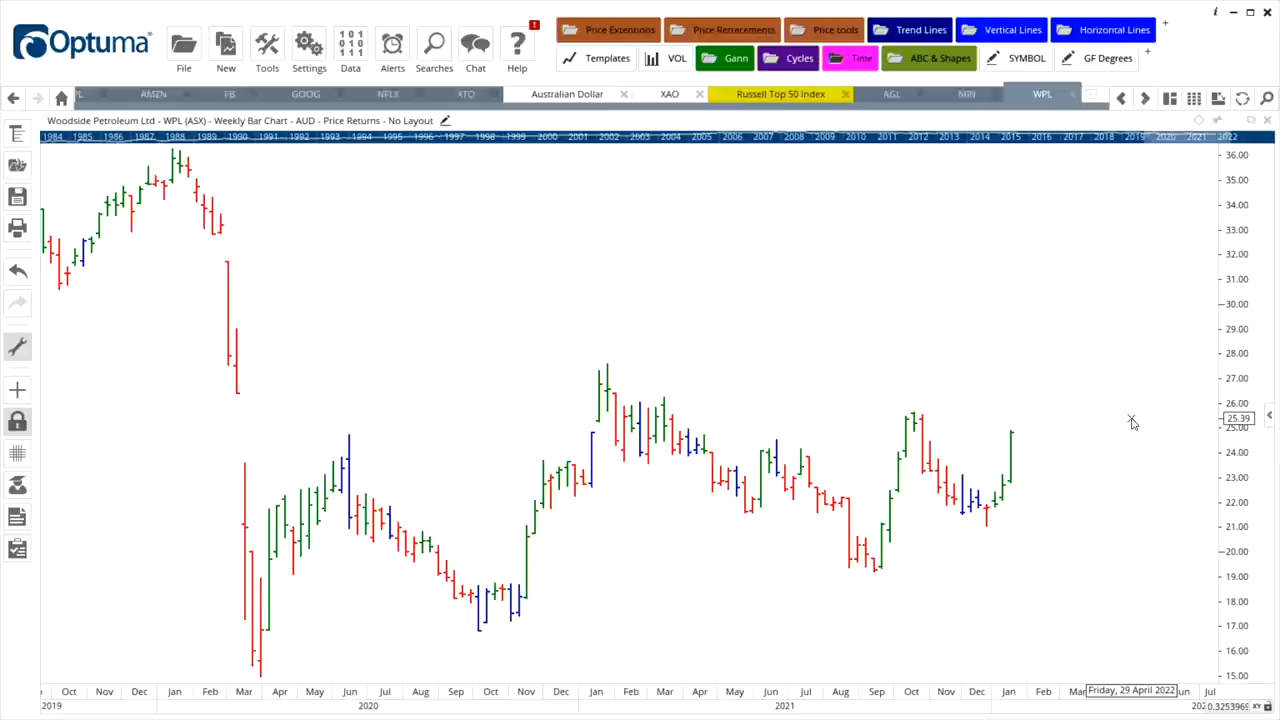 Optuma
File
New
Tools
Settings
Data
Alerts
Searches
Chat
Help
Price Extensions
Price Retracements
Price tools
Trend Lines
Vertical Lines
Horizontal Lines
Templates
VOL
Gann
Cycles
Time
ABC & Shapes
SYMBOL
GF Degrees
AMZN
FB
GOOG
NFLX
XTO
Australian Dollar
XAO
Russell Top 50 Index
AGL
MIN
WPL
Woodside Petroleum Ltd - WPL (ASX) - Weekly Bar Chart - AUD - Price Returns - No Layout
1984 1985 1986 1987 1988 1989 1990 1991 1992 1993 1994 1995 1996 1997 1998 1999 2000 2001 2002 2003 2004 2005 2006 2007 2008 2009 2010 2011 2012 2013 2014 2015 2016 2017 2018 2019 2020 2021 2022
36.00
35.00
34.00
33.00
32.00
31.00
30.00
29.00
28.00
27.00
26.00
25.39
25.00
24.00
23.00
22.00
21.00
20.00
19.00
18.00
17.00
16.00
15.00
Oct Nov Dec Jan Feb Mar Apr May Jun Jul Aug Sep Oct Nov Dec Jan Feb Mar Apr May Jun Jul Aug Sep Oct Nov Dec Jan Feb Friday, 29 April 2022 Jul
2019 2020 2021 0.325396 XY